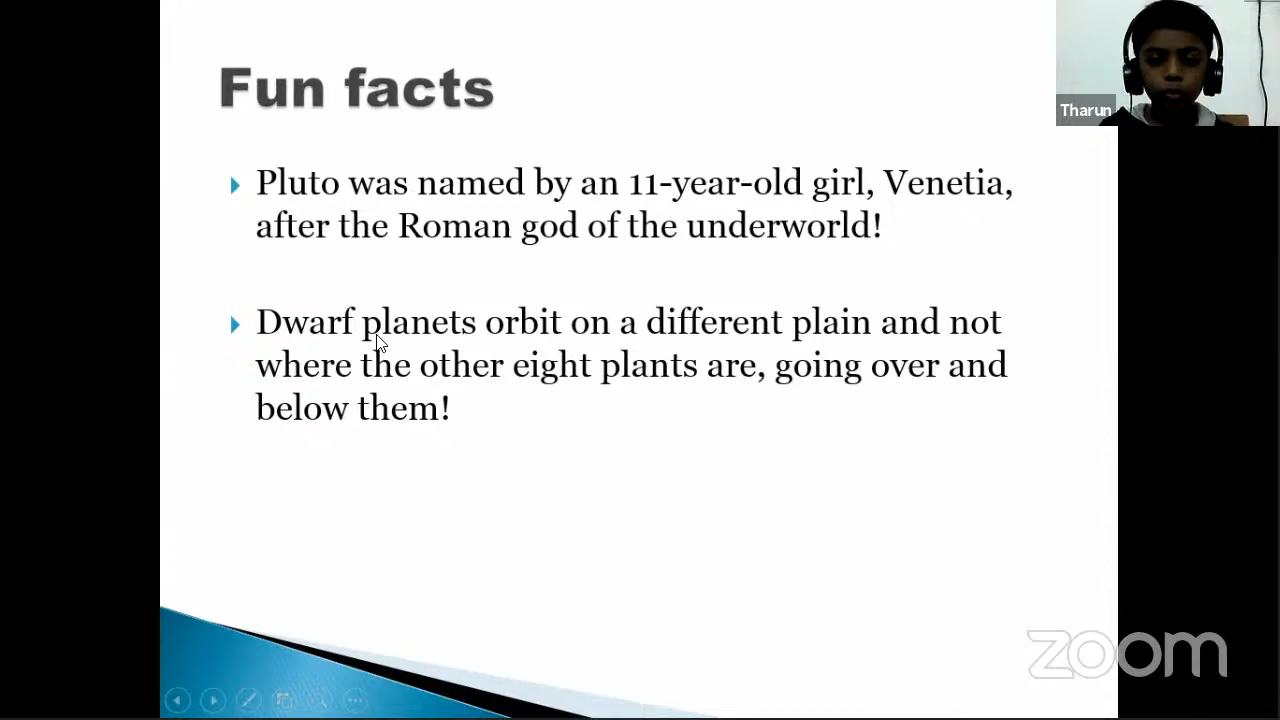 Fun facts
Pluto was named by an 11-year-old girl, Venetia,
after the Roman god of the underworld!
Dwarf planets orbit on a different plain and not
where the other eight plants are, going over and
below them!
Tharun
zoom